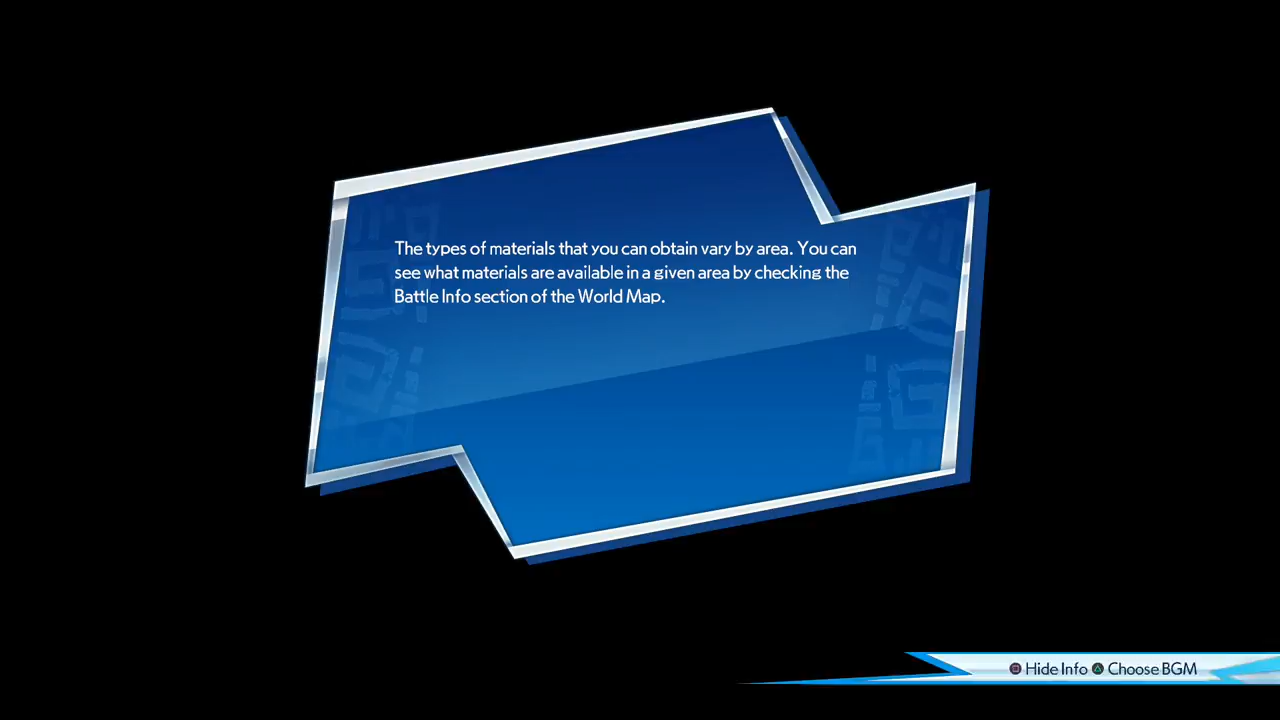 The types of materials that you can obtain vary by area. You can
see what materials are available in a given area by checking the
Battle Info section of the World Map.
Hide Info Choose BGM